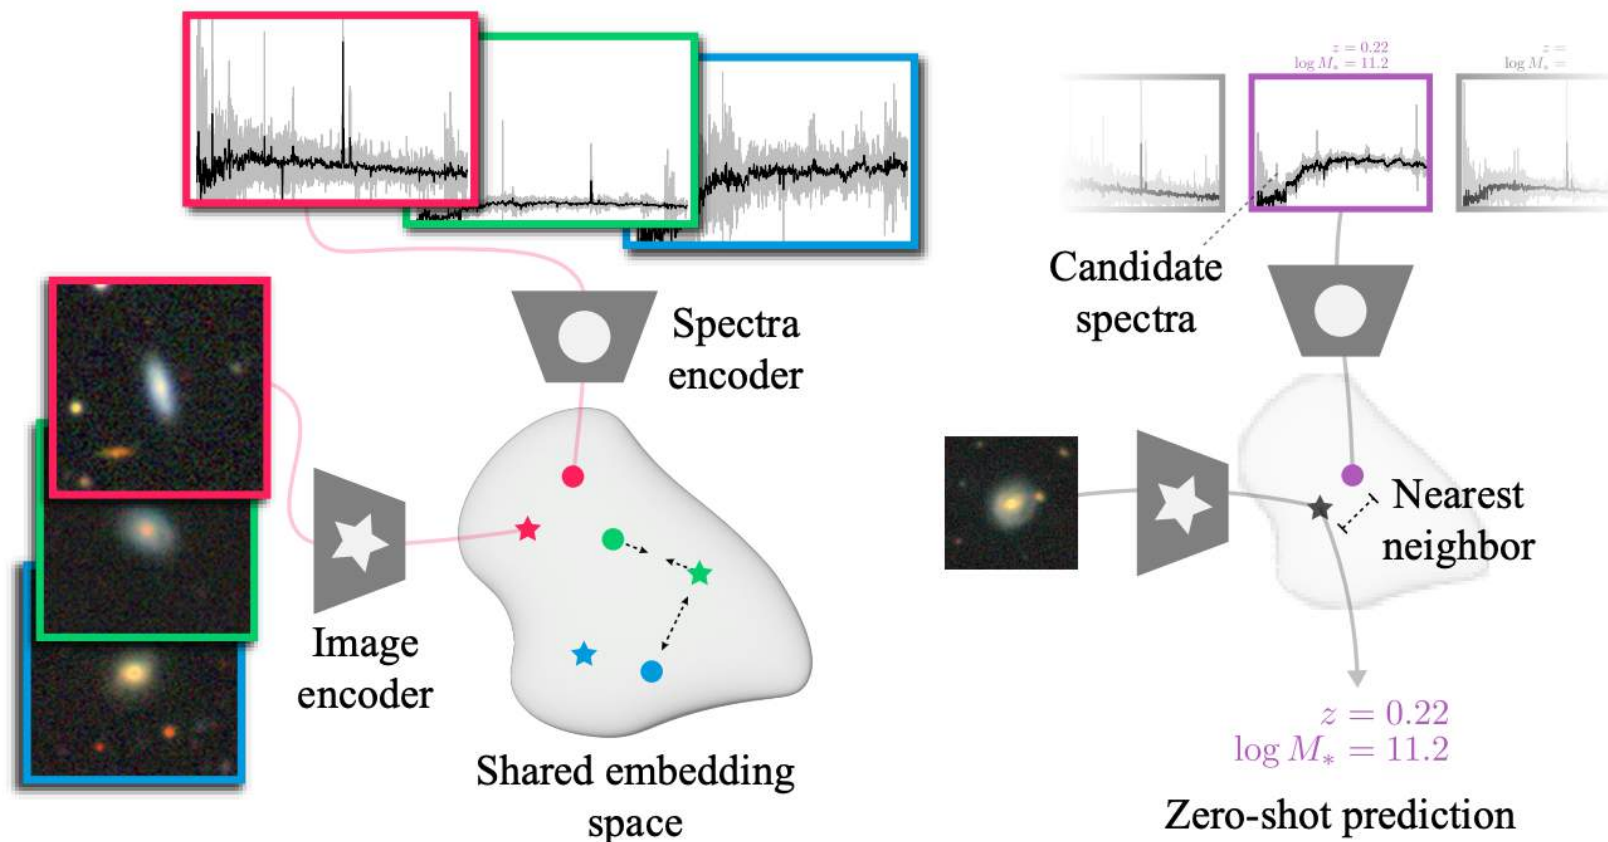 Spectra
encoder
Image
encoder
Shared embedding
space
z = 0.22
log M* = 11.2
z =
log M* =
Candidate
spectra
Nearest
neighbor
z = 0.22
log M* = 11.2
Zero-shot prediction